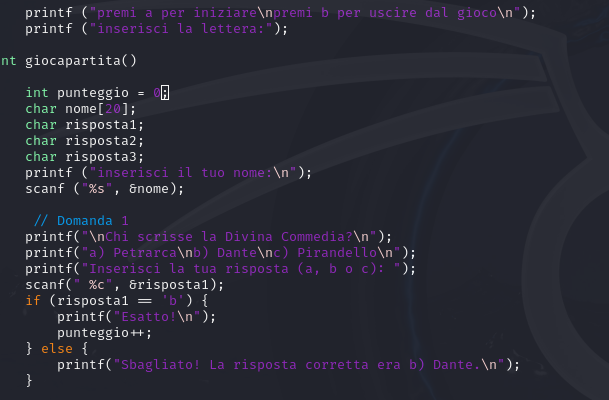 printf ("premi a per iniziare\npremi b per uscire dal gioco\n");
printf ("inserisci la lettera:");
nt giocapartita()
int punteggio = 0;
char nome[20];
char risposta1;
char risposta2;
char risposta3;
printf ("inserisci il tuo nome:\n");
scanf ("%s", &nome);
// Domanda 1
printf("\nChi scrisse la Divina Commedia?\n");
printf("a) Petrarca\nb) Dante\nc) Pirandello\n");
printf("Inserisci la tua risposta (a, b o c): ");
scanf(" %c", &risposta1);
if (risposta1 == 'b') {
printf("Esatto!\n");
punteggio++;
} else {
printf("Sbagliato! La risposta corretta era b) Dante.\n");
}